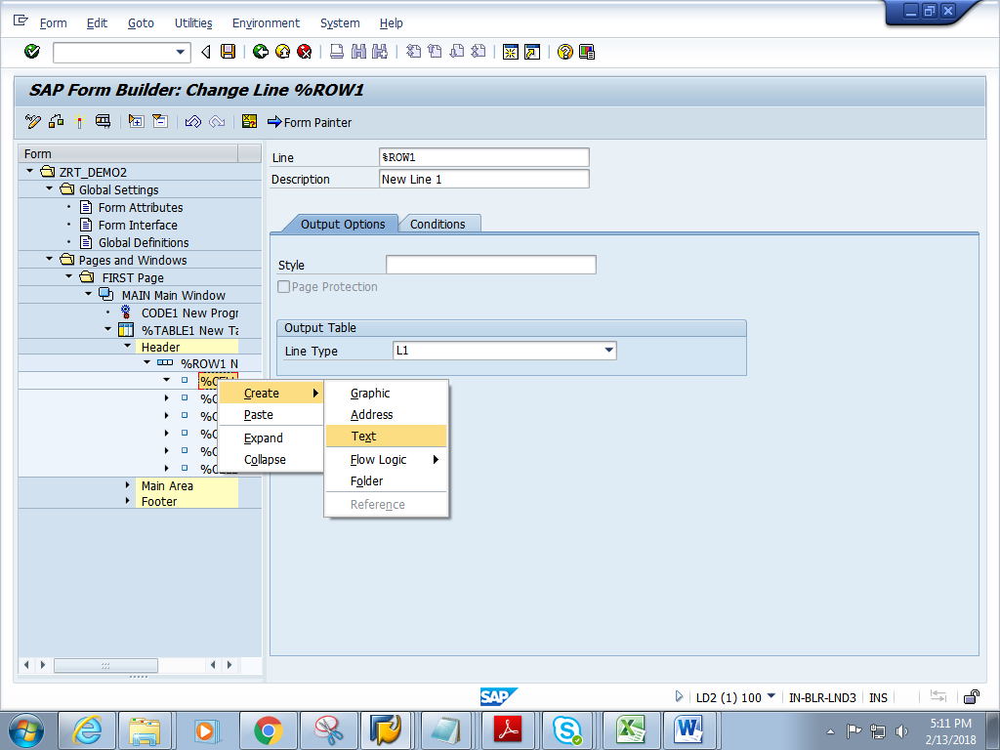 Form Edit Goto Utilities Environment System Help
SAP Form Builder: Change Line %ROW1
Form Painter
Form
ZRT_DEMO2
Global Settings
Form Attributes
Form Interface
Global Definitions
Pages and Windows
FIRST Page
MAIN Main Window
CODE1 New Progr
%TABLE1 New Ta
Header
%ROW1 N
Main Area
Footer
Create
Paste
Expand
Collapse
Graphic
Address
Text
Flow Logic
Folder
Reference
Line %ROW1
Description New Line 1
Output Options Conditions
Style
Page Protection
Output Table
Line Type L1
SAP
LD2 (1) 100 IN-BLR-LND3 INS
5:11 PM
2/13/2018